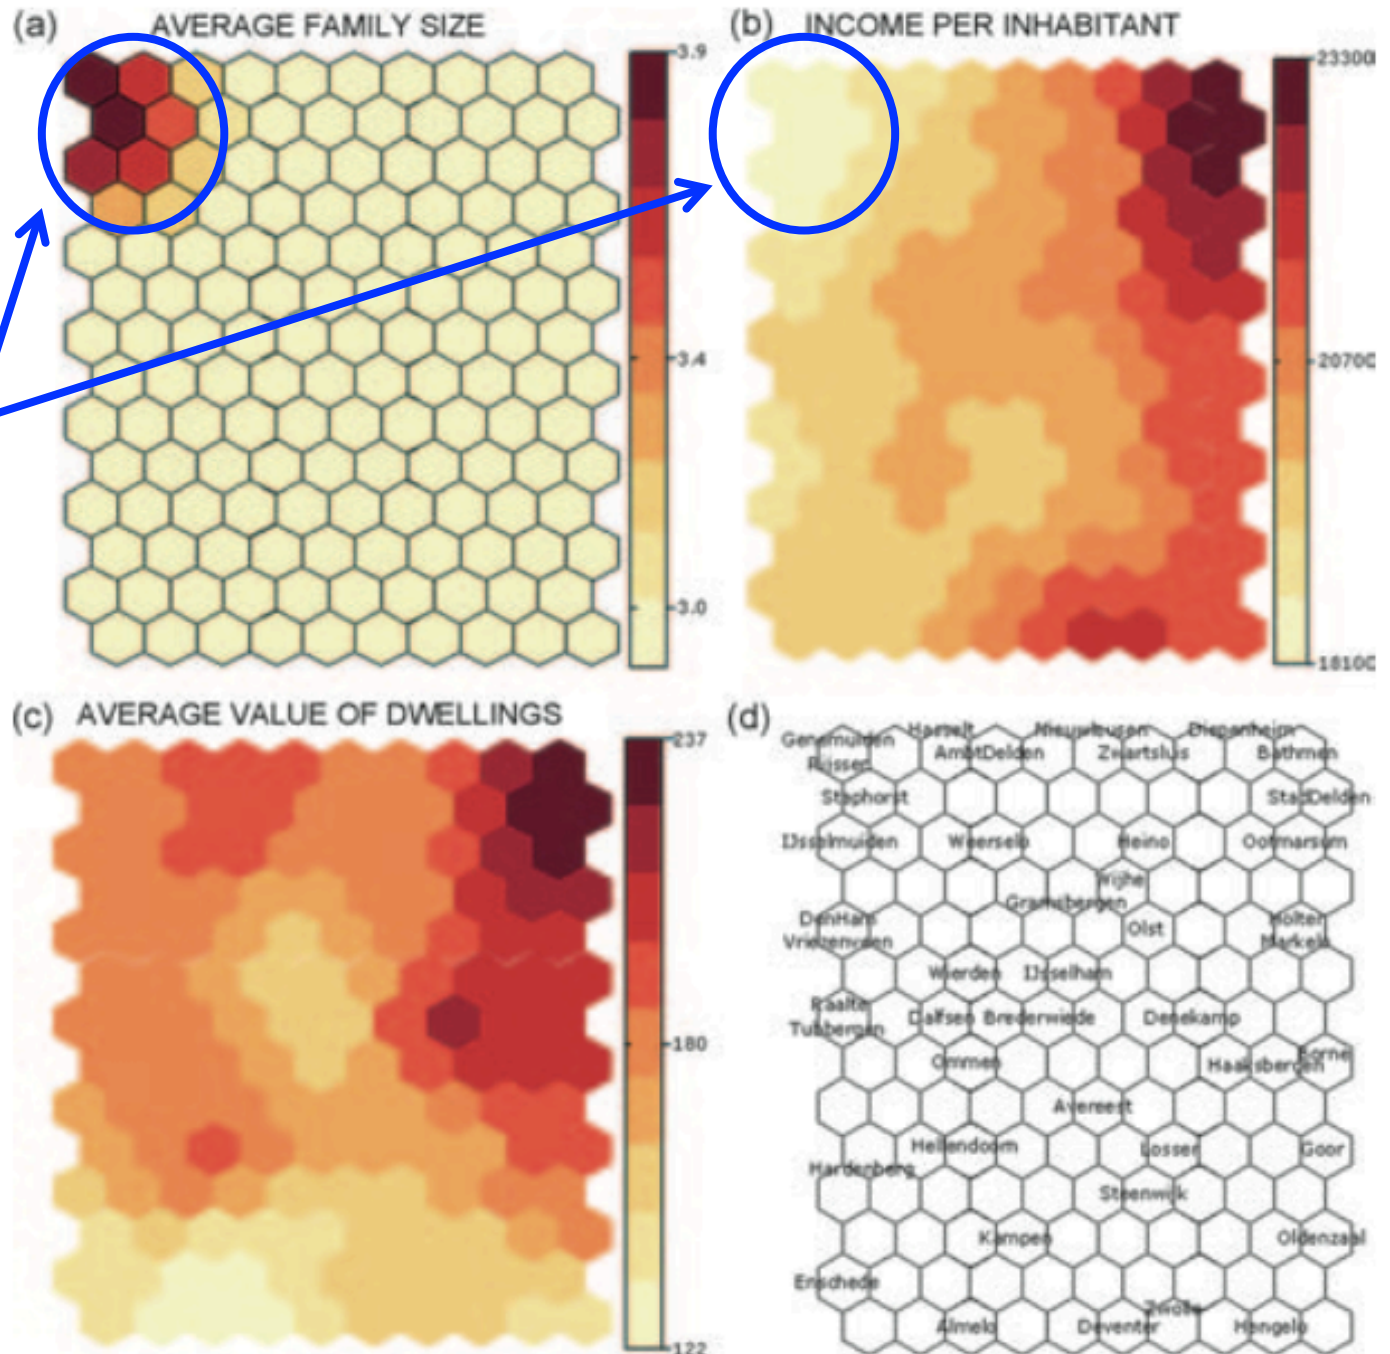 (a) AVERAGE FAMILY SIZE
3.9
3.4
3.0
(b) INCOME PER INHABITANT
23300
20700
18100
(c) AVERAGE VALUE OF DWELLINGS
237
180
122
(d)
Genemuiden Hasselt Nieuwleusen Diepenheim
Rijssen AmbtDelden Zwartsluis Bathmen
Staphorst StadDelden
IJsselmuiden Weerselo Heino Ootmarsum
Wijhe
Gramsbergen
DenHam Olst Holten
Vriezenveen Markelo
Wierden IJsselham
Raalte Dalfsen Brederwiede Denekamp
Tubbergen
Ommen Haaksbergen Borne
Avereest
Hellendoorn Losser Goor
Hardenberg
Steenwijk
Kampen Oldenzaal
Enschede
Zwolle
Almelo Deventer Hengelo